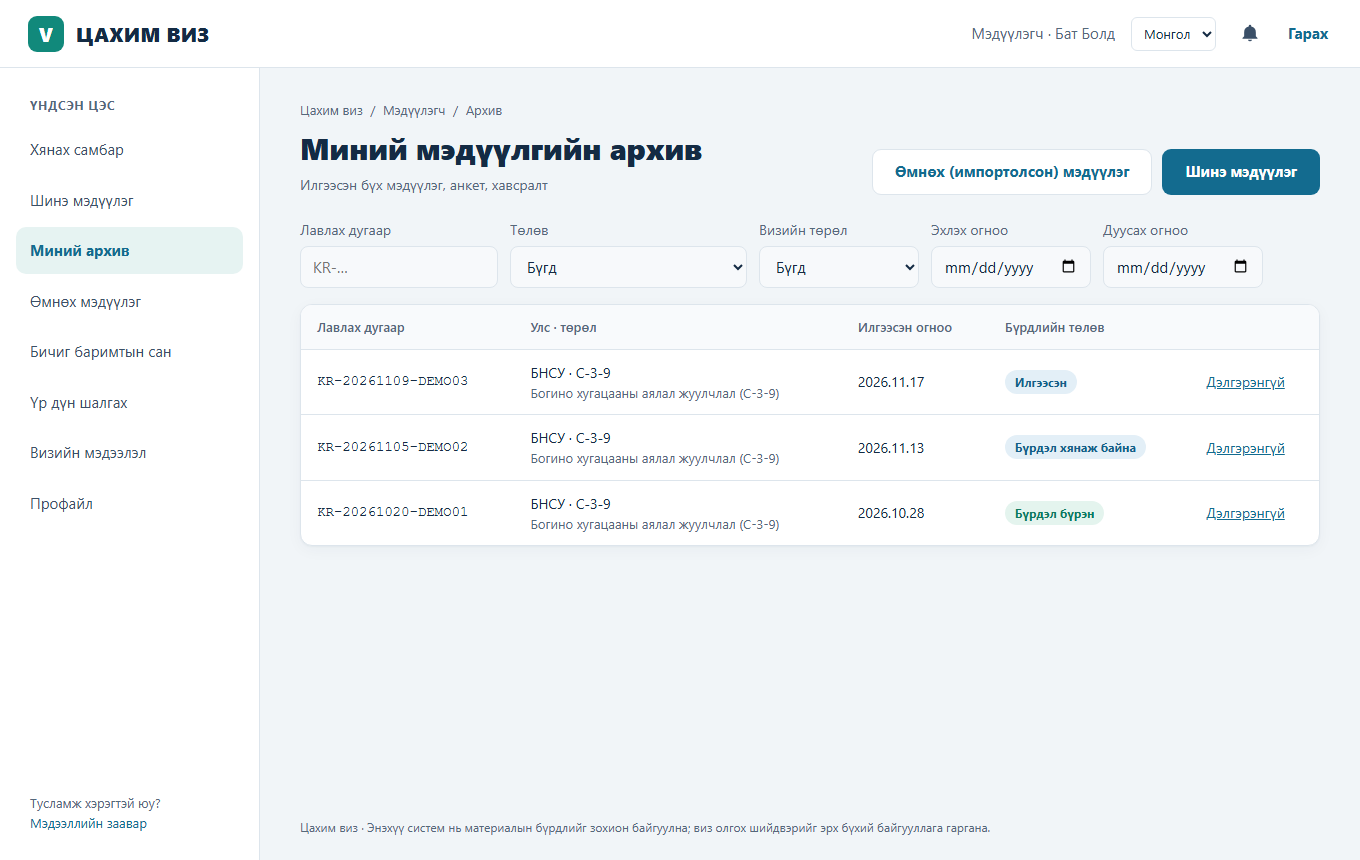 V ЦАХИМ ВИЗ
Мэдүүлэгч · Бат Болд
Монгол
Гарах
ҮНДСЭН ЦЭС
Хянах самбар
Шинэ мэдүүлэг
Миний архив
Өмнөх мэдүүлэг
Бичиг баримтын сан
Үр дүн шалгах
Визийн мэдээлэл
Профайл
Тусламж хэрэгтэй юу?
Мэдээллийн заавар
Цахим виз / Мэдүүлэгч / Архив
Миний мэдүүлгийн архив
Илгээсэн бүх мэдүүлэг, анкет, хавсралт
Өмнөх (импортолсон) мэдүүлэг
Шинэ мэдүүлэг
Лавлах дугаар Төлөв Визийн төрөл Эхлэх огноо Дуусах огноо
KR-... Бүгд Бүгд mm/dd/yyyy mm/dd/yyyy
Лавлах дугаар Улс · төрөл Илгээсэн огноо Бүрдлийн төлөв
KR-20261109-DEMO03 БНСУ · C-3-9 2026.11.17 Илгээсэн Дэлгэрэнгүй
Богино хугацааны аялал жуулчлал (C-3-9)
KR-20261105-DEMO02 БНСУ · C-3-9 2026.11.13 Бүрдэл хянаж байна Дэлгэрэнгүй
Богино хугацааны аялал жуулчлал (C-3-9)
KR-20261020-DEMO01 БНСУ · C-3-9 2026.10.28 Бүрдэл бүрэн Дэлгэрэнгүй
Богино хугацааны аялал жуулчлал (C-3-9)
Цахим виз · Энэхүү систем нь материалын бүрдлийг зохион байгуулна; виз олгох шийдвэрийг эрх бүхий байгууллага гаргана.